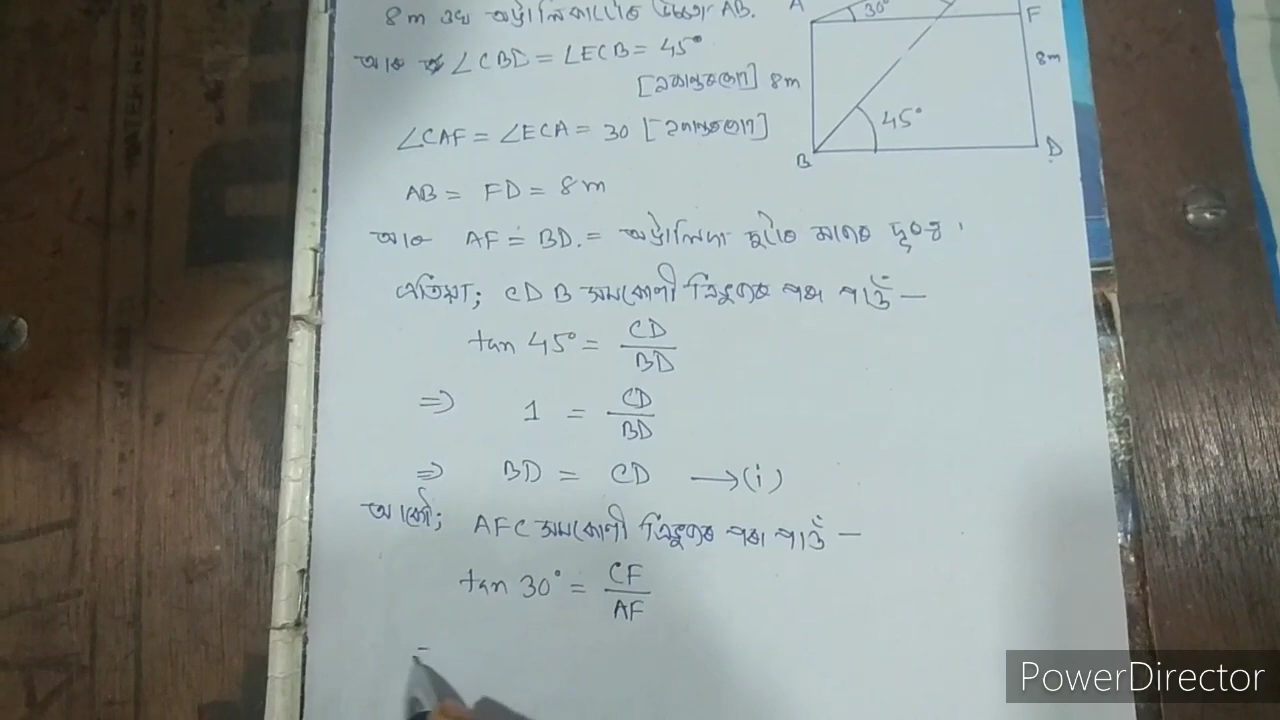 8m ওখ অট্টালিকাটোৰ উচ্চতা AB.
আৰু ∠CBD = ∠ECB = 45°
[একান্তৰকোণ]
∠CAF = ∠ECA = 30 [একান্তৰকোণ]
AB = FD = 8m
আৰু AF = BD. = অট্টালিকা দুটাৰ মাজৰ দূৰত্ব।
এতিয়া; CDB সমকোণী ত্ৰিভুজৰ পৰা পাওঁ —
tan 45° = CD/BD
⇒ 1 = CD/BD
⇒ BD = CD ⟶(i)
আকৌ; AFC সমকোণী ত্ৰিভুজৰ পৰা পাওঁ —
tan 30° = CF/AF
A 30° F
8m 8m
45°
B D
PowerDirector